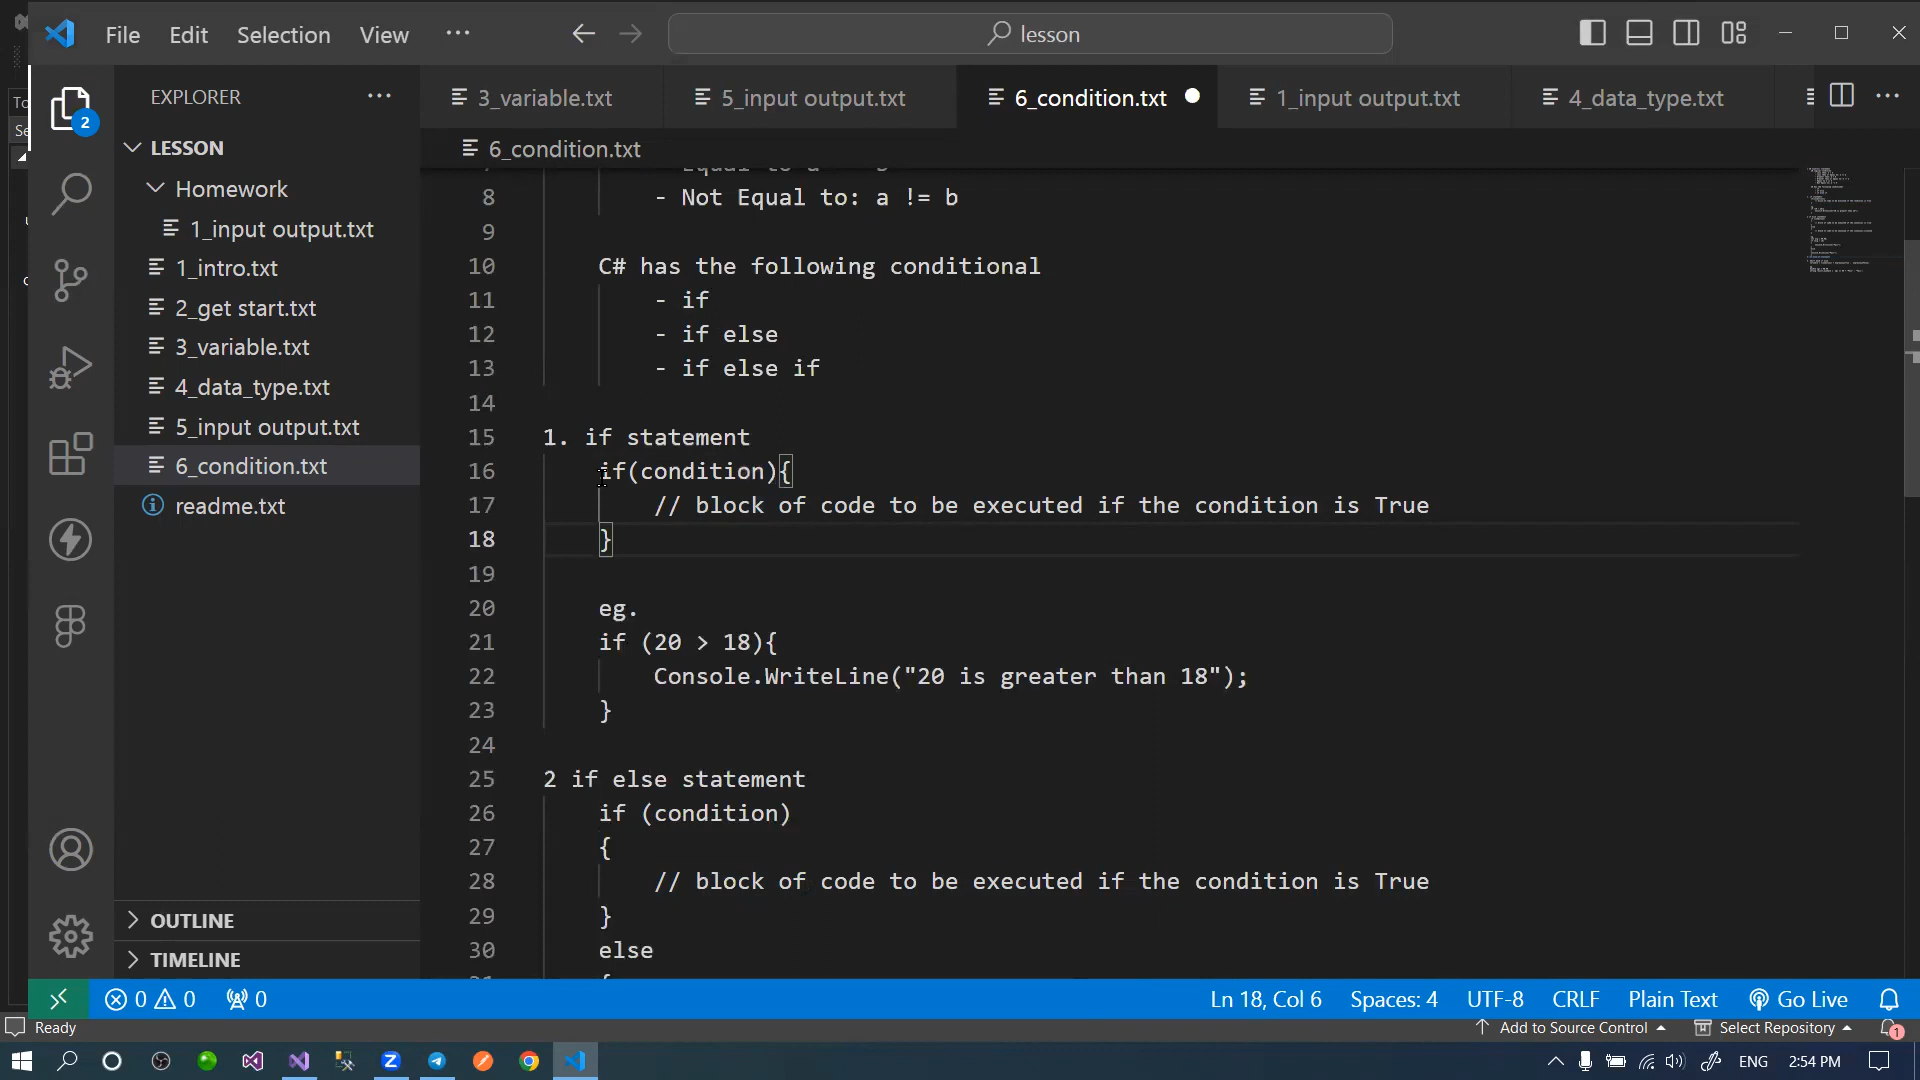 File Edit Selection View ··· lesson
EXPLORER ···
2
LESSON
Homework
1_input output.txt
1_intro.txt
2_get start.txt
3_variable.txt
4_data_type.txt
5_input output.txt
6_condition.txt
readme.txt
OUTLINE
TIMELINE
3_variable.txt 5_input output.txt 6_condition.txt 1_input output.txt 4_data_type.txt ···
6_condition.txt
8 - Not Equal to: a != b
9
10 C# has the following conditional
11 - if
12 - if else
13 - if else if
14
15 1. if statement
16 if(condition){
17 // block of code to be executed if the condition is True
18 }
19
20 eg.
21 if (20 > 18){
22 Console.WriteLine("20 is greater than 18");
23 }
24
25 2 if else statement
26 if (condition)
27 {
28 // block of code to be executed if the condition is True
29 }
30 else
0 0 0 Ln 18, Col 6 Spaces: 4 UTF-8 CRLF Plain Text Go Live
Ready Add to Source Control Select Repository 1
ENG 2:54 PM